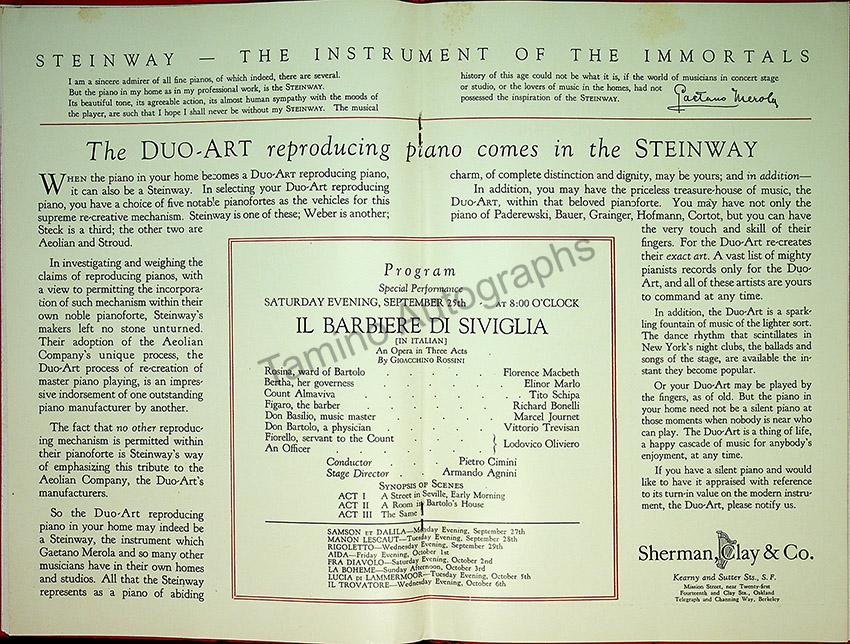 STEINWAY — THE INSTRUMENT OF THE IMMORTALS
I am a sincere admirer of all fine pianos, of which indeed, there are several.
But the piano in my home as in my professional work, is the STEINWAY.
Its beautiful tone, its agreeable action, its almost human sympathy with the moods of
the player, are such that I hope I shall never be without my STEINWAY. The musical
history of this age could not be what it is, if the world of musicians in concert stage
or studio, or the lovers of music in the homes, had not
possessed the inspiration of the STEINWAY.
Gaetano Merola
The DUO-ART reproducing piano comes in the STEINWAY
WHEN the piano in your home becomes a DUO-ART reproducing piano,
it can also be a Steinway. In selecting your Duo-Art reproducing
piano, you have a choice of five notable pianofortes as the vehicles for this
supreme re-creative mechanism. Steinway is one of these; Weber is another;
Steck is a third; the other two are
Aeolian and Stroud.
In investigating and weighing the
claims of reproducing pianos, with
a view to permitting the incorpora-
tion of such mechanism within their
own noble pianoforte, Steinway's
makers left no stone unturned.
Their adoption of the Aeolian
Company's unique process, the
Duo-Art process of re-creation of
master piano playing, is an impres-
sive indorsement of one outstanding
piano manufacturer by another.
The fact that no other reproduc-
ing mechanism is permitted within
their pianoforte is Steinway's way
of emphasizing this tribute to the
Aeolian Company, the Duo-Art's
manufacturers.
So the Duo-Art reproducing
piano in your home may indeed be
a Steinway, the instrument which
Gaetano Merola and so many other
musicians have in their own homes
and studios. All that the Steinway
represents as a piano of abiding
charm, of complete distinction and dignity, may be yours; and in addition—
In addition, you may have the priceless treasure-house of music, the
DUO-ART, within that beloved pianoforte. You may have not only the
piano of Paderewski, Bauer, Grainger, Hofmann, Cortot, but you can have
the very touch and skill of their
fingers. For the Duo-Art re-creates
their exact art. A vast list of mighty
pianists records only for the Duo-
Art, and all of these artists are yours
to command at any time.
In addition, the Duo-Art is a spark-
ling fountain of music of the lighter sort.
The dance rhythm that scintillates in
New York's night clubs, the ballads and
songs of the stage, are available the in-
stant they become popular.
Or your Duo-Art may be played by
the fingers, as of old. But the piano in
your home need not be a silent piano at
those moments when nobody is near who
can play. The Duo-Art is a thing of life,
a happy cascade of music for anybody's
enjoyment, at any time.
If you have a silent piano and would
like to have it appraised with reference
to its turn-in value on the modern instru-
ment, the Duo-Art, please notify us.
Program
Special Performance
SATURDAY EVENING, SEPTEMBER 25th - AT 8:00 O'CLOCK
IL BARBIERE DI SIVIGLIA
[IN ITALIAN]
An Opera in Three Acts
By GIOACCHINO ROSSINI
Rosina, ward of Bartolo . . . . Florence Macbeth
Bertha, her governess . . . . Elinor Marlo
Count Almaviva . . . . Tito Schipa
Figaro, the barber . . . . Richard Bonelli
Don Basilio, music master . . . . Marcel Journet
Don Bartolo, a physician . . . . Vittorio Trevisan
Fiorello, servant to the Count
An Officer . . . . } Lodovico Oliviero
Conductor . . Pietro Cimini
Stage Director . . Armando Agnini
SYNOPSIS OF SCENES
ACT I A Street in Seville, Early Morning
ACT II A Room in Bartolo's House
ACT III The Same
SAMSON ET DALILA—Monday Evening, September 27th
MANON LESCAUT—Tuesday Evening, September 28th
RIGOLETTO—Wednesday Evening, September 29th
AIDA—Friday Evening, October 1st
FRA DIAVOLO—Saturday Evening, October 2nd
LA BOHEME—Sunday Afternoon, October 3rd
LUCIA DI LAMMERMOOR—Tuesday Evening, October 5th
IL TROVATORE—Wednesday Evening, October 6th
Sherman, Clay & Co.
Kearny and Sutter Sts., S. F.
Mission Street, near Twenty-first
Fourteenth and Clay Sts., Oakland
Telegraph and Channing Way, Berkeley
Tamino Autographs